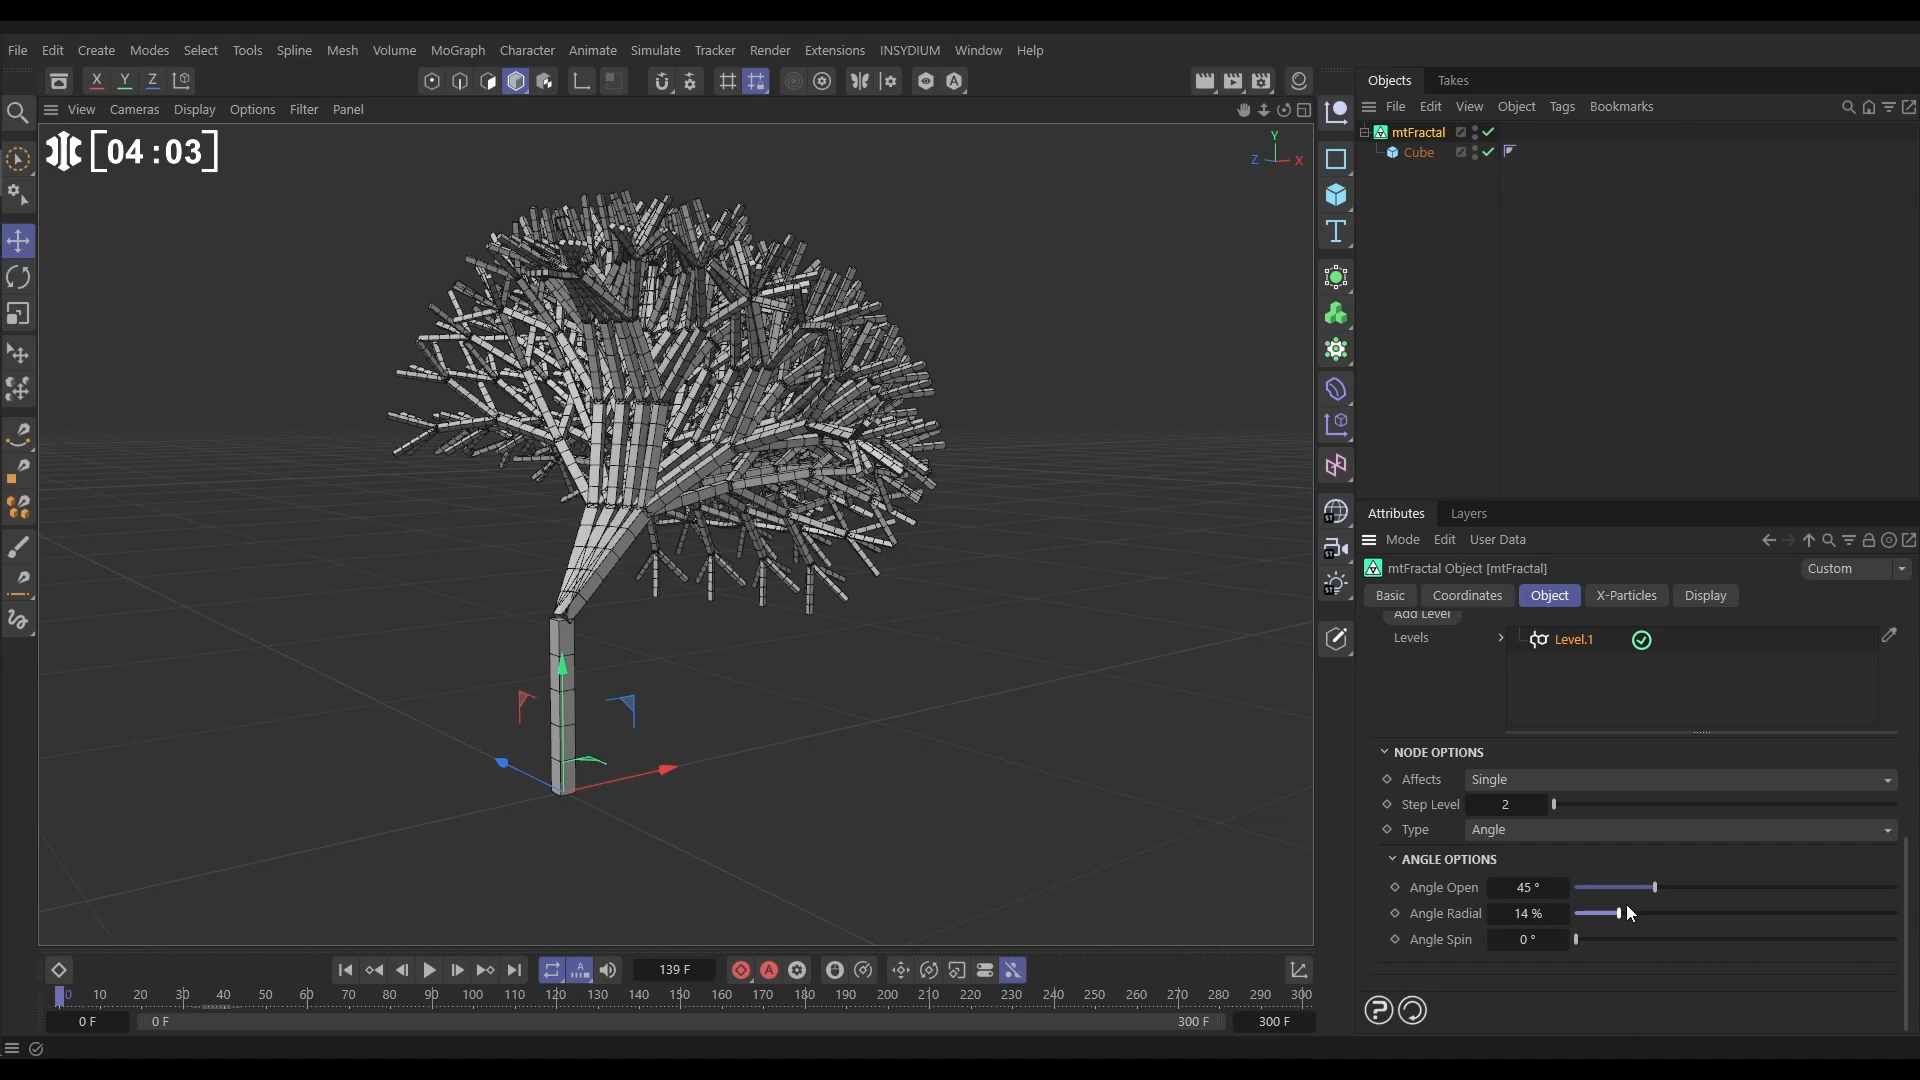 File Edit Create Modes Select Tools Spline Mesh Volume MoGraph Character Animate Simulate Tracker Render Extensions INSYDIUM Window Help
X Y Z
View Cameras Display Options Filter Panel
[04:03]
Y
Z X
Objects Takes
File Edit View Object Tags Bookmarks
mtFractal
Cube
Attributes Layers
Mode Edit User Data
mtFractal Object [mtFractal] Custom
Basic Coordinates Object X-Particles Display
Add Level
Levels Level.1
NODE OPTIONS
Affects Single
Step Level 2
Type Angle
ANGLE OPTIONS
Angle Open 45 °
Angle Radial 14 %
Angle Spin 0 °
139 F
0 10 20 30 40 50 60 70 80 90 100 110 120 130 140 150 160 170 180 190 200 210 220 230 240 250 260 270 280 290 300
0 F 0 F 300 F 300 F